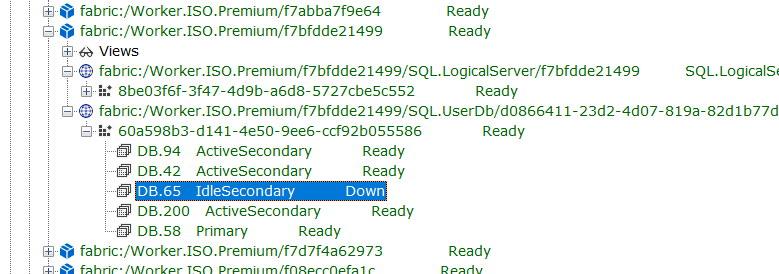 fabric:/Worker.ISO.Premium/f7abba7f9e64 Ready
fabric:/Worker.ISO.Premium/f7bfdde21499 Ready
Views
fabric:/Worker.ISO.Premium/f7bfdde21499/SQL.LogicalServer/f7bfdde21499 SQL.LogicalSe
8be03f6f-3f47-4d9b-a6d8-5727cbe5c552 Ready
fabric:/Worker.ISO.Premium/f7bfdde21499/SQL.UserDb/d0866411-23d2-4d07-819a-82d1b77d
60a598b3-d141-4e50-9ee6-ccf92b055586 Ready
DB.94 ActiveSecondary Ready
DB.42 ActiveSecondary Ready
DB.65 IdleSecondary Down
DB.200 ActiveSecondary Ready
DB.58 Primary Ready
fabric:/Worker.ISO.Premium/f7d7f4a62973 Ready
fabric:/Worker.ISO.Premium/f08ecc0efa1c Ready